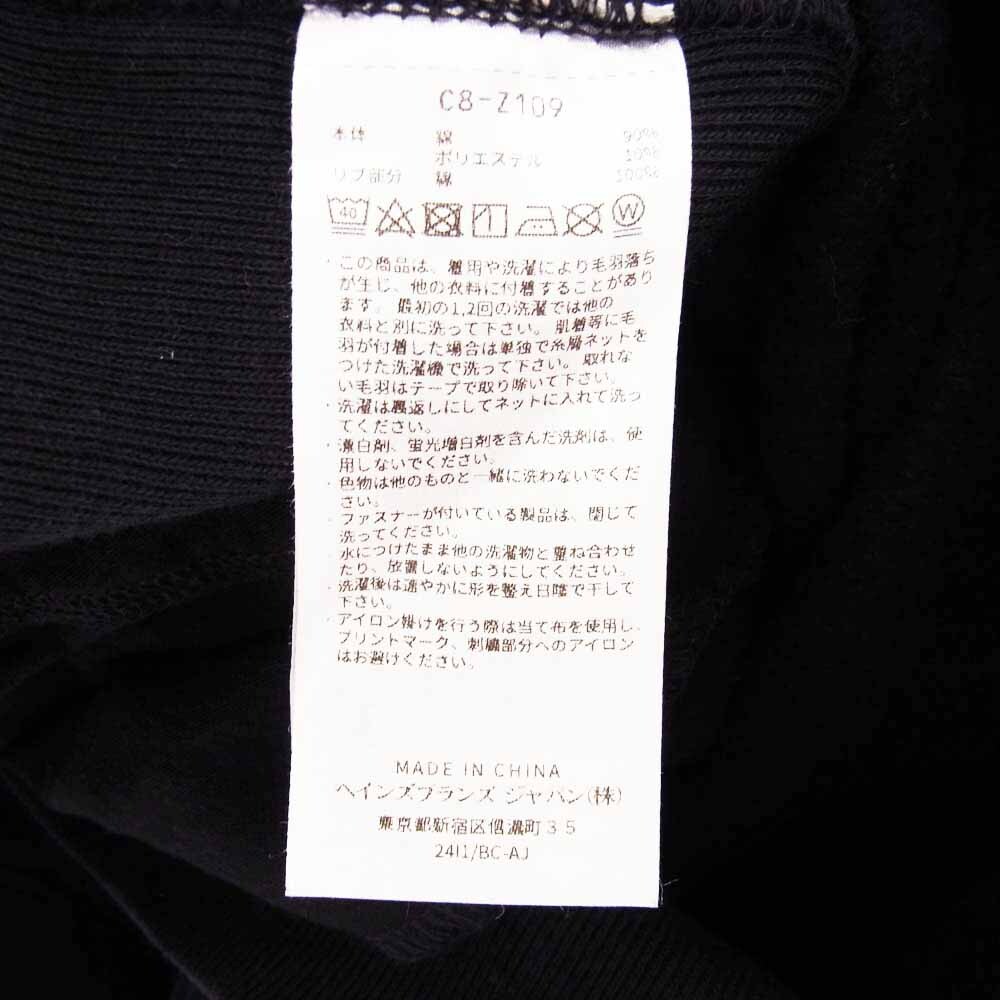 C8-Z109
本体 綿 90%
ポリエステル 10%
リブ部分 綿 100%
40
W
・この商品は、着用や洗濯により毛羽落ち
が生じ、他の衣料に付着することがあり
ます。最初の1,2回の洗濯では他の
衣料と別に洗って下さい。肌着等に毛
羽が付着した場合は単独で糸屑ネットを
つけた洗濯機で洗って下さい。取れな
い毛羽はテープで取り除いて下さい。
・洗濯は裏返しにしてネットに入れて洗っ
てください。
・漂白剤、蛍光増白剤を含んだ洗剤は、使
用しないでください。
・色物は他のものと一緒に洗わないでくだ
さい。
・ファスナーが付いている製品は、閉じて
洗ってください。
・水につけたまま他の洗濯物と重ね合わせ
たり、放置しないようにしてください。
・洗濯後は速やかに形を整え日陰で干して
下さい。
・アイロン掛けを行う際は当て布を使用し、
プリントマーク、刺繍部分へのアイロン
はお避けください。
MADE IN CHINA
ヘインズブランズ ジャパン(株)
東京都新宿区信濃町35
24I1/BC-AJ